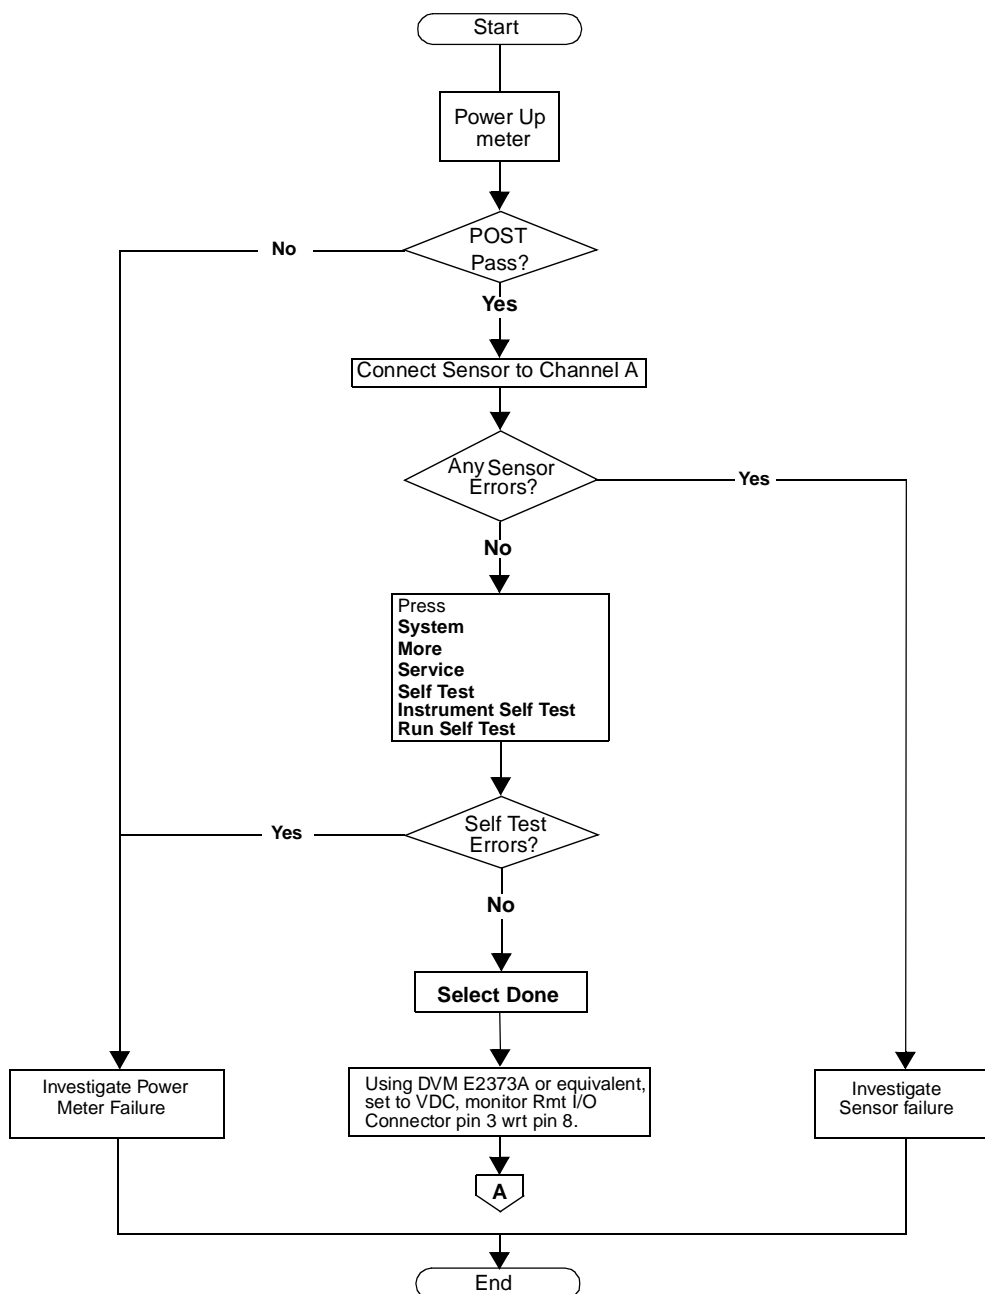 Start
Power Up
meter
POST
Pass?
No
Yes
Connect Sensor to Channel A
Any Sensor
Errors?
Yes
No
Press
System
More
Service
Self Test
Instrument Self Test
Run Self Test
Self Test
Errors?
Yes
No
Select Done
Investigate Power
Meter Failure
Using DVM E2373A or equivalent,
set to VDC, monitor Rmt I/O
Connector pin 3 wrt pin 8.
Investigate
Sensor failure
A
End